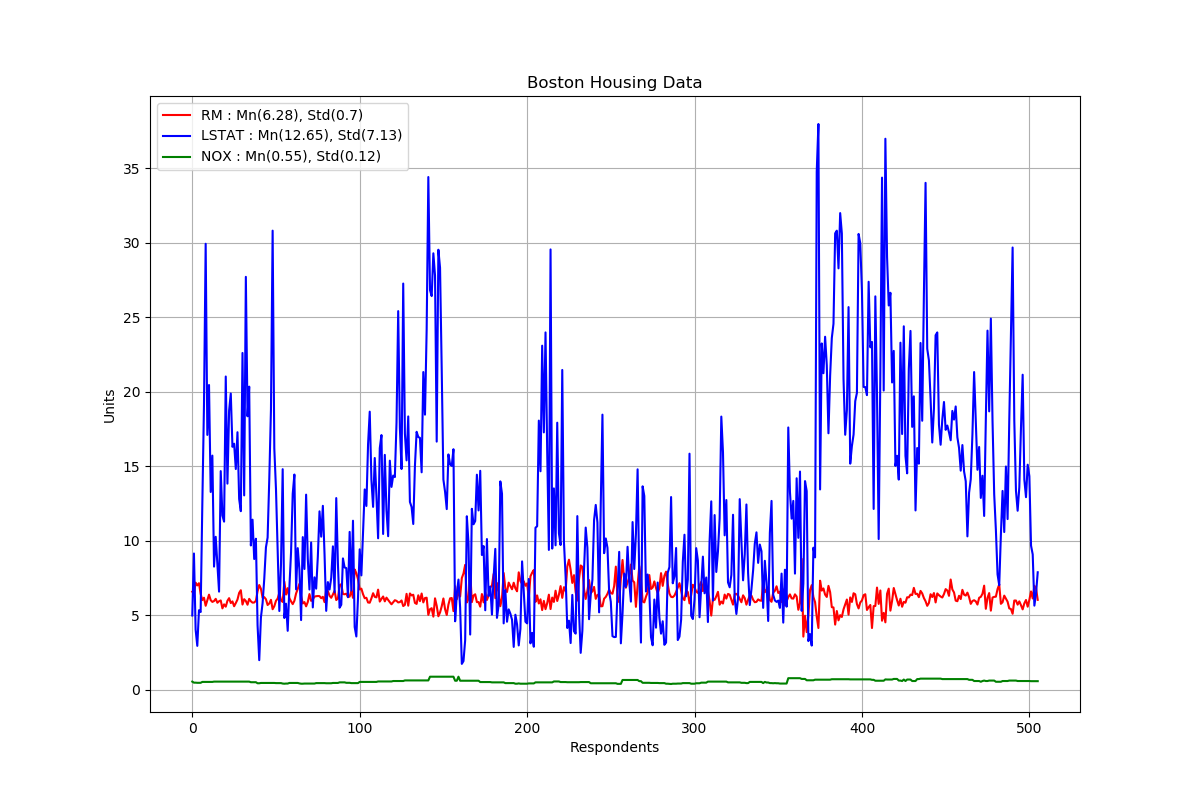 Boston Housing Data
RM : Mn(6.28), Std(0.7)
LSTAT : Mn(12.65), Std(7.13)
NOX : Mn(0.55), Std(0.12)
35
30
25
20
15
10
5
0
Units
0 100 200 300 400 500
Respondents